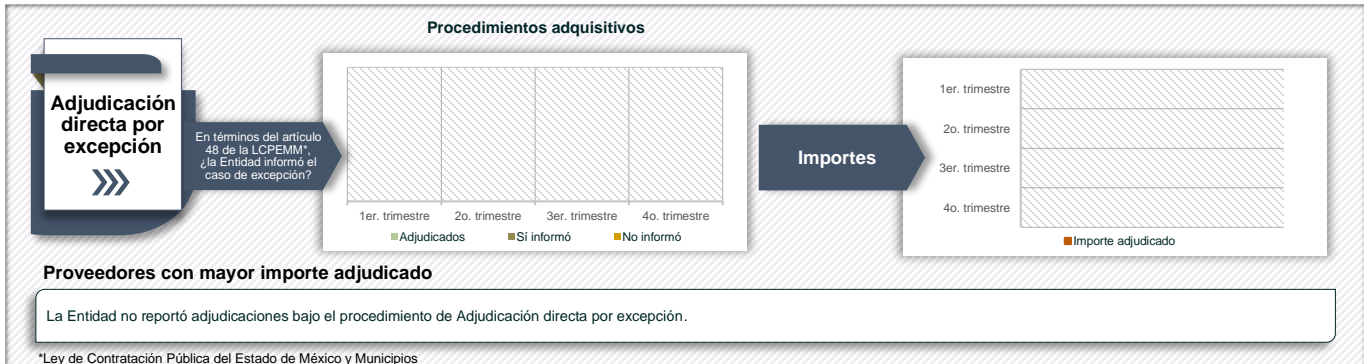 Procedimientos adquisitivos
Adjudicación
directa por
excepción
En términos del artículo
48 de la LCPEMM*,
¿la Entidad informó el
caso de excepción?
1er. trimestre
2o. trimestre
3er. trimestre
4o. trimestre
Adjudicados
Sí informó
No informó
Importes
1er. trimestre
2o. trimestre
3er. trimestre
4o. trimestre
Importe adjudicado
Proveedores con mayor importe adjudicado
La Entidad no reportó adjudicaciones bajo el procedimiento de Adjudicación directa por excepción.
*Ley de Contratación Pública del Estado de México y Municipios